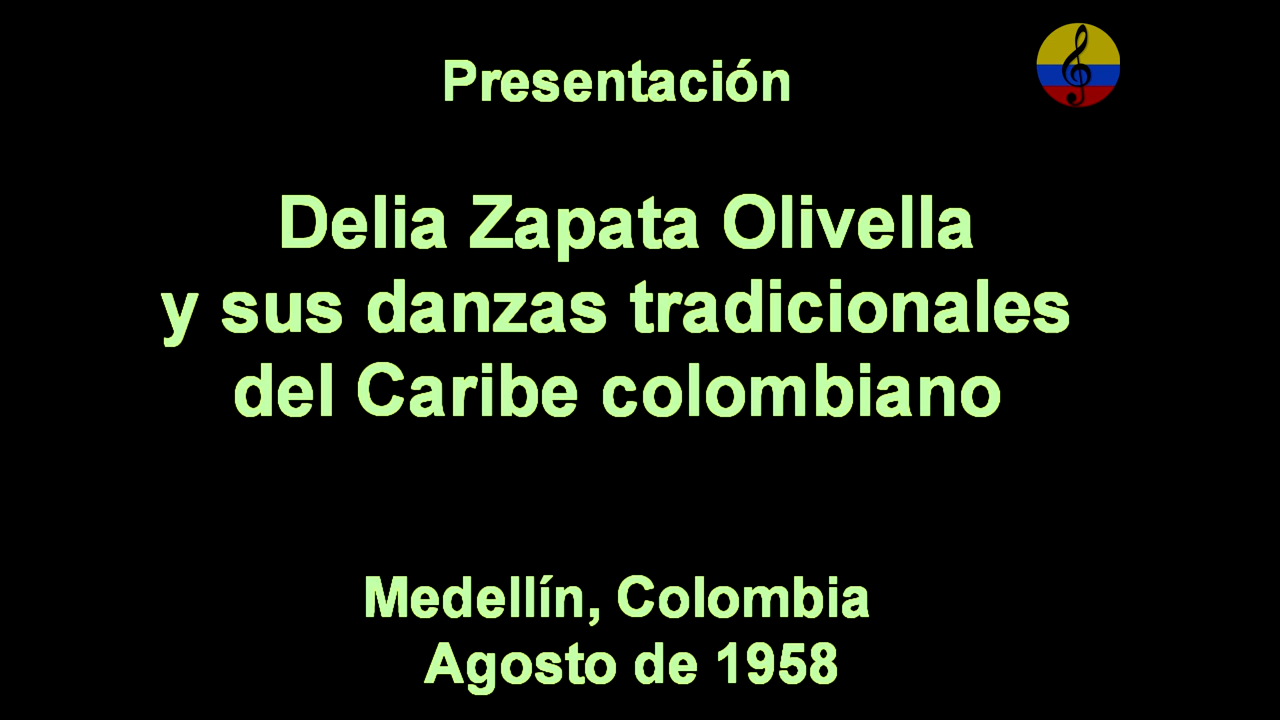 Presentación
Delia Zapata Olivella
y sus danzas tradicionales
del Caribe colombiano
Medellín, Colombia
Agosto de 1958